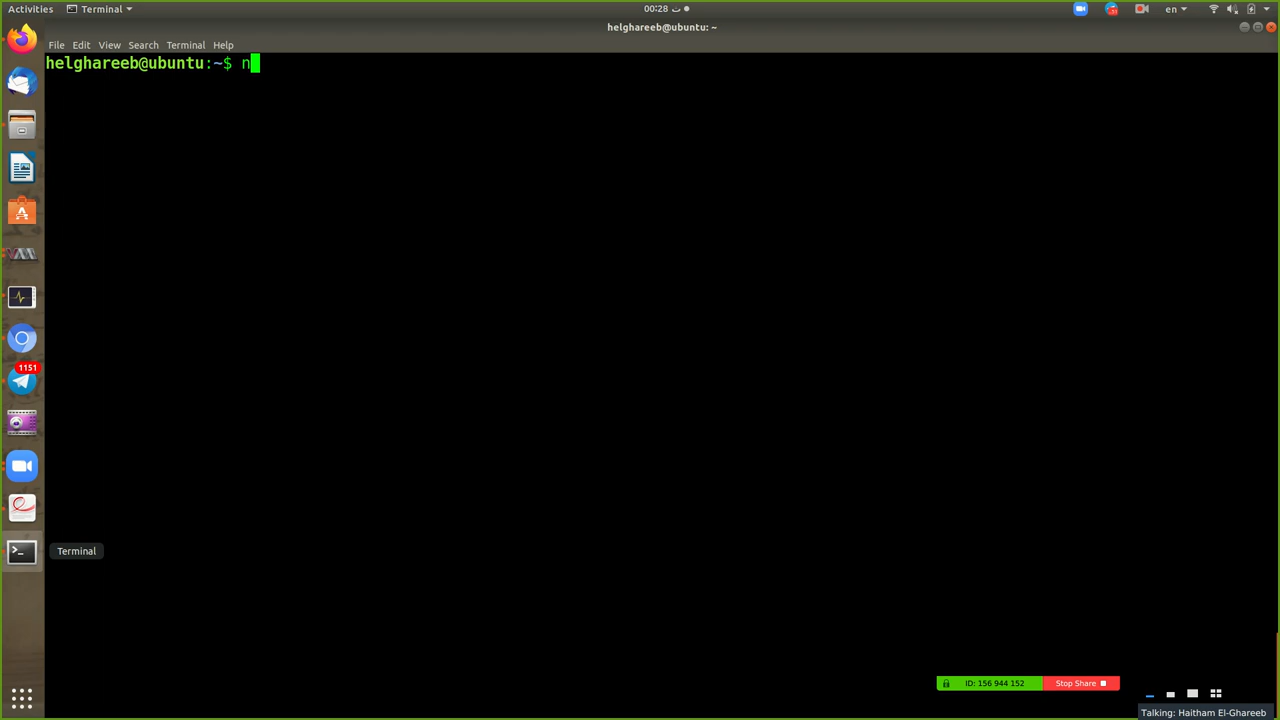 Activities Terminal 00:28 ت en
helghareeb@ubuntu: ~
File Edit View Search Terminal Help
helghareeb@ubuntu:~$ n
1151
Terminal
ID: 156 944 152 Stop Share
Talking: Haitham El-Ghareeb